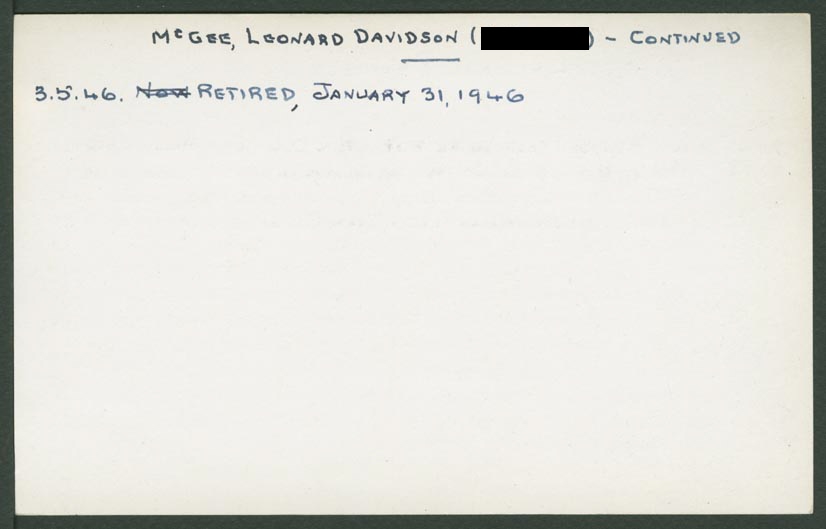 McGEE, LEONARD DAVIDSON ( ) - CONTINUED
3.5.46. Now RETIRED, JANUARY 31, 1946